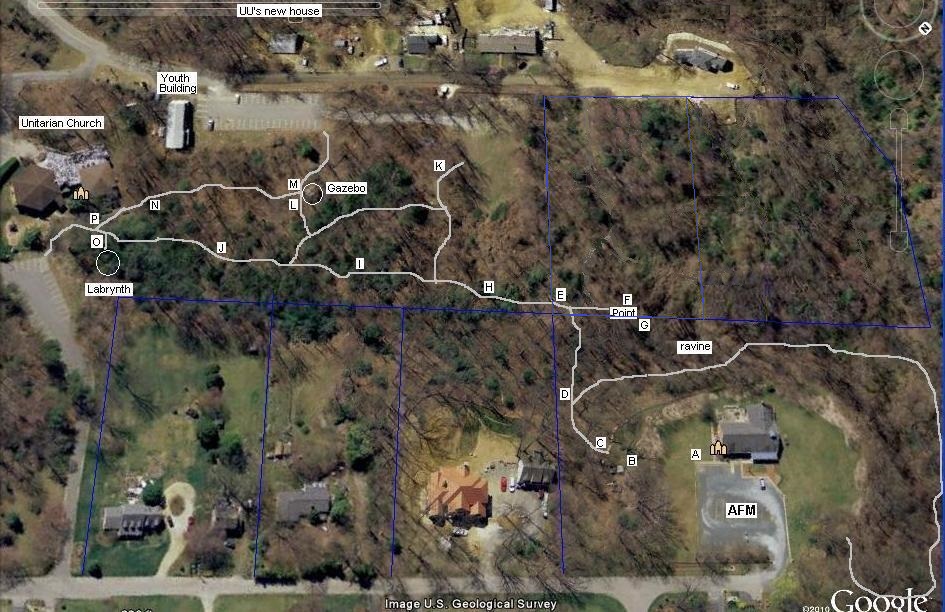 UU's new house
N
Youth
Building
Unitarian Church
K
M
Gazebo
L
N
P
O
J
I
Labrynth
H
E
F
Point
G
ravine
D
C
B
A
AFM
Image U.S. Geological Survey
©2010 Google